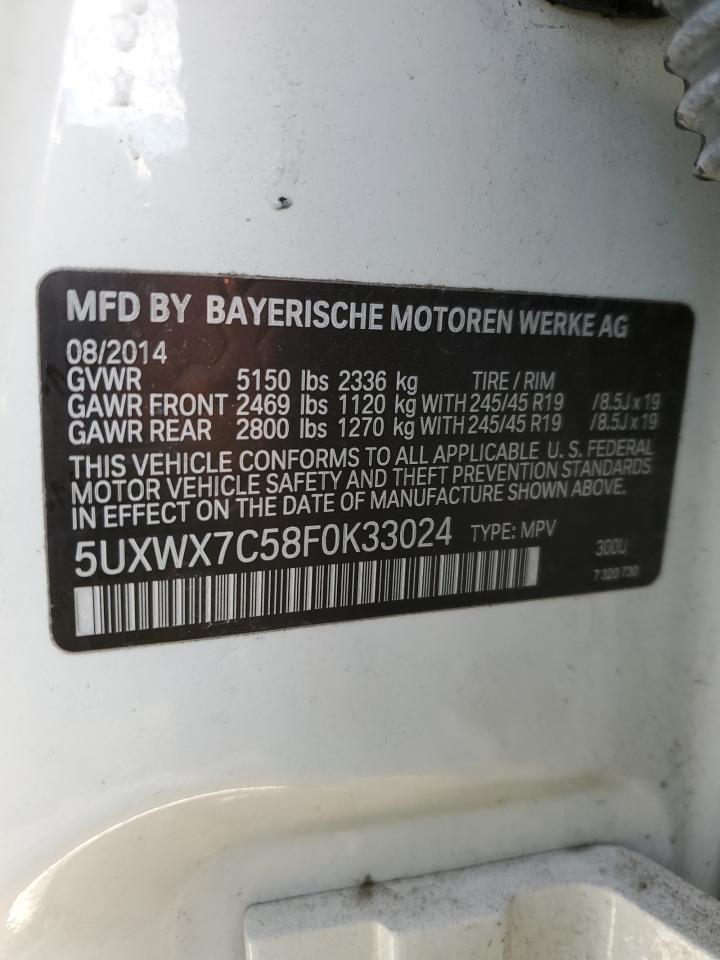 MFD BY BAYERISCHE MOTOREN WERKE AG
08/2014
GVWR 5150 lbs 2336 kg TIRE / RIM
GAWR FRONT 2469 lbs 1120 kg WITH 245/45 R19 /8.5J x 19
GAWR REAR 2800 lbs 1270 kg WITH 245/45 R19 /8.5J x 19
THIS VEHICLE CONFORMS TO ALL APPLICABLE U. S. FEDERAL
MOTOR VEHICLE SAFETY AND THEFT PREVENTION STANDARDS
IN EFFECT ON THE DATE OF MANUFACTURE SHOWN ABOVE.
5UXWX7C58F0K33024 TYPE: MPV 300U
7 320 730